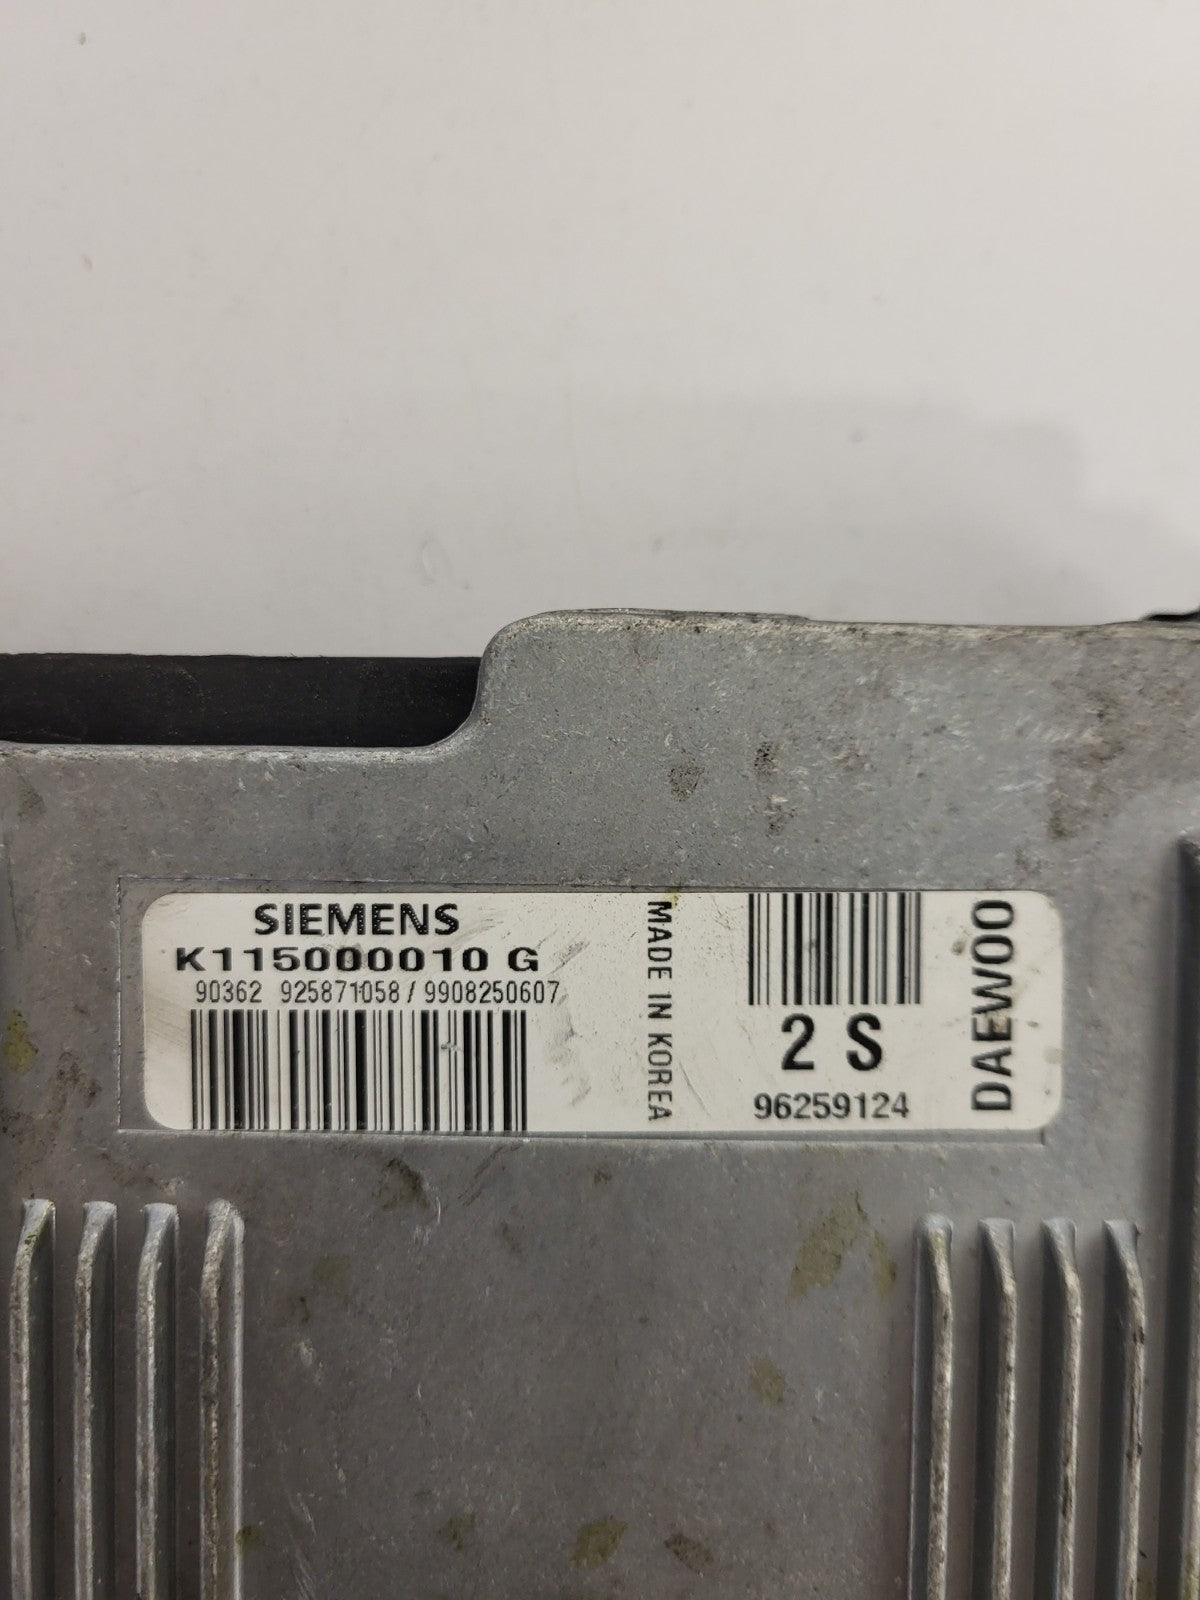 SIEMENS
K115000010 G
90362 925871058 / 9908250607
MADE IN KOREA
2 S
96259124
DAEWOO